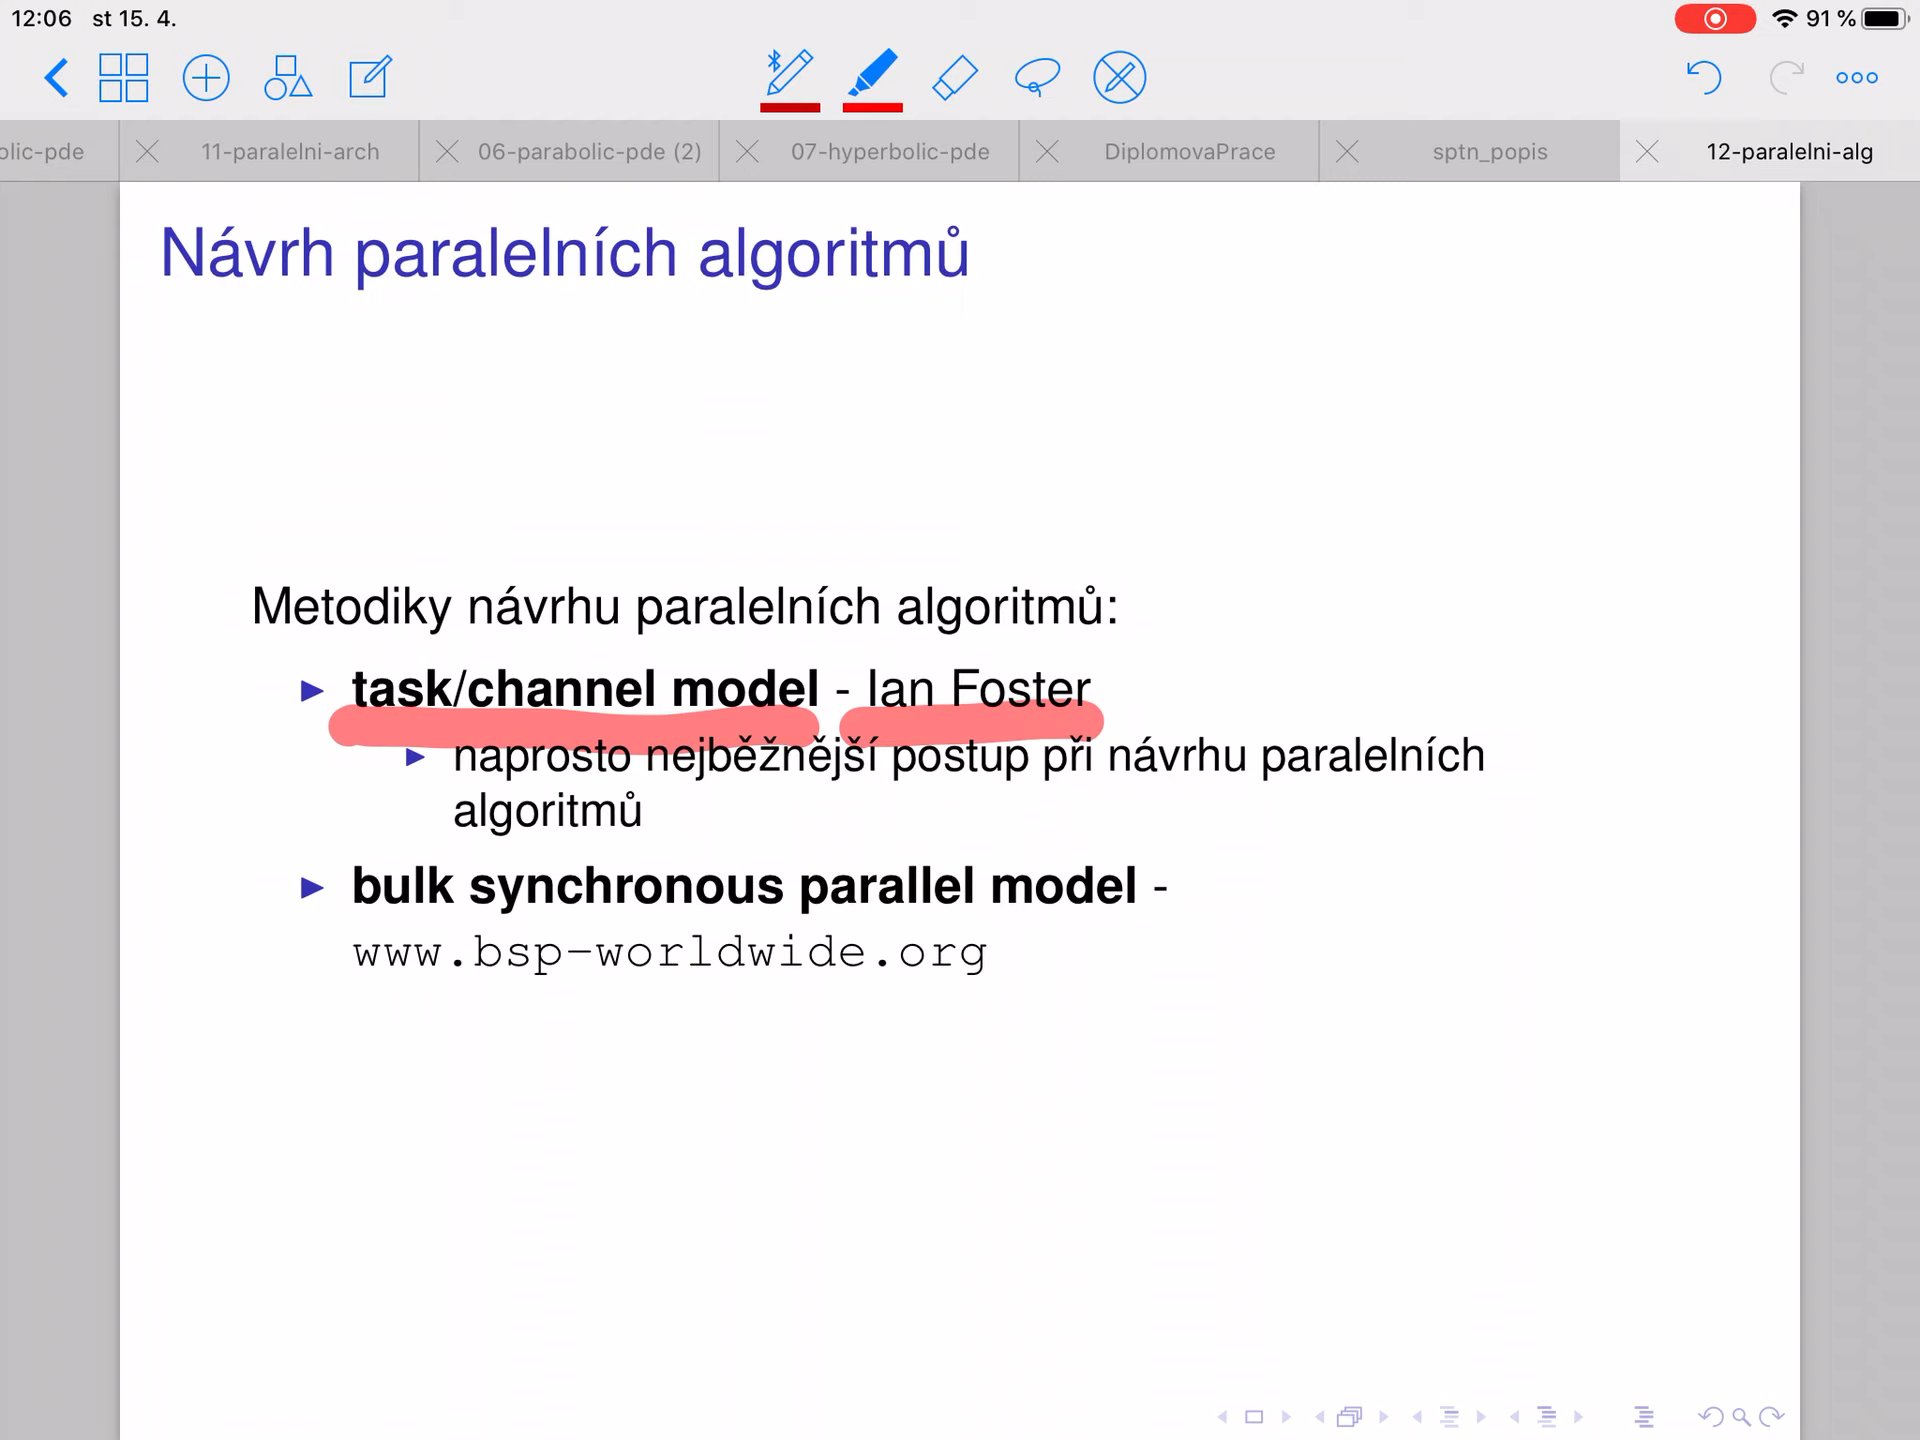 12:06 st 15. 4.
91 %
olic-pde
11-paralelni-arch
06-parabolic-pde (2)
07-hyperbolic-pde
DiplomovaPrace
sptn_popis
12-paralelni-alg
Návrh paralelních algoritmů
Metodiky návrhu paralelních algoritmů:
task/channel model - Ian Foster
naprosto nejběžnější postup při návrhu paralelních
algoritmů
bulk synchronous parallel model -
www.bsp-worldwide.org